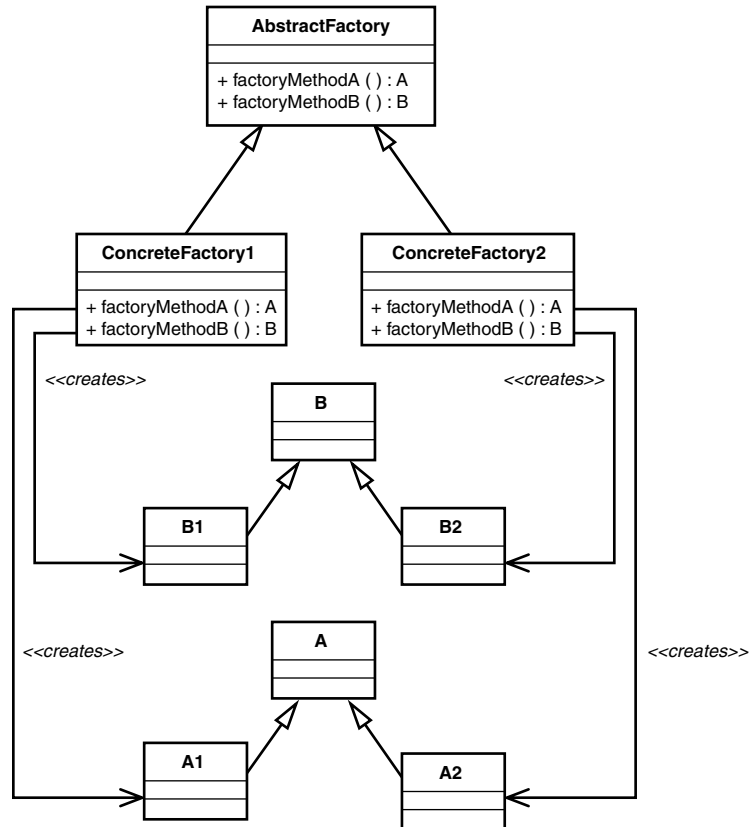 AbstractFactory
+ factoryMethodA ( ) : A
+ factoryMethodB ( ) : B
ConcreteFactory1
+ factoryMethodA ( ) : A
+ factoryMethodB ( ) : B
ConcreteFactory2
+ factoryMethodA ( ) : A
+ factoryMethodB ( ) : B
<<creates>>
<<creates>>
B
B1
B2
<<creates>>
A
<<creates>>
A1
A2